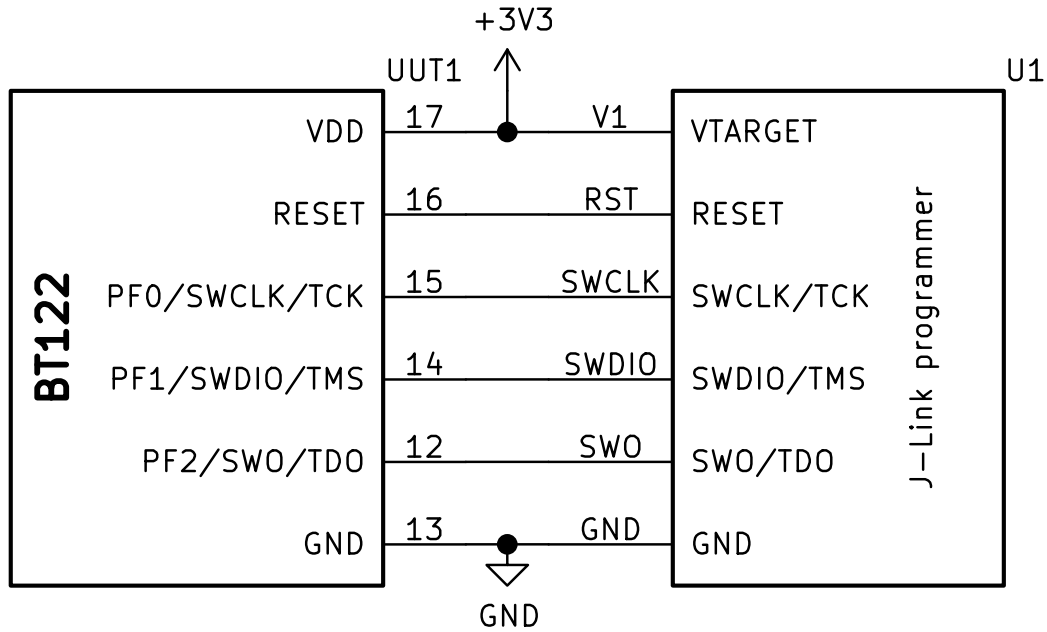 +3V3
UUT1
U1
VDD 17 V1 VTARGET
RESET 16 RST RESET
PF0/SWCLK/TCK 15 SWCLK SWCLK/TCK
PF1/SWDIO/TMS 14 SWDIO SWDIO/TMS
PF2/SWO/TDO 12 SWO SWO/TDO
GND 13 GND GND
GND
BT122
J-Link programmer